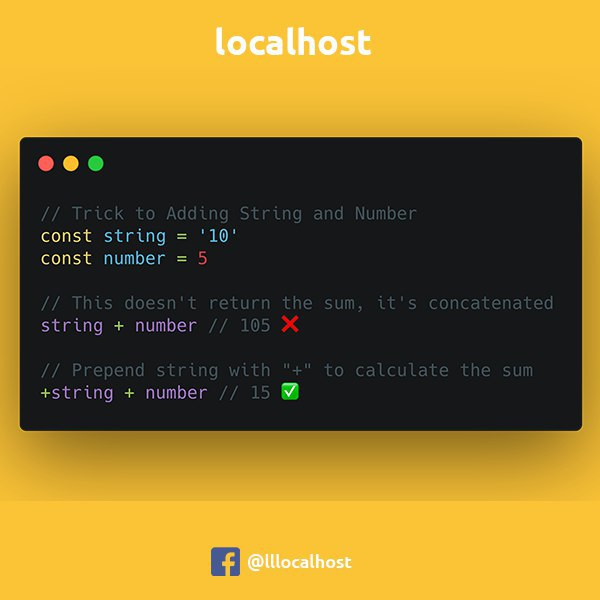 localhost
// Trick to Adding String and Number
const string = '10'
const number = 5
// This doesn't return the sum, it's concatenated
string + number // 105 ❌
// Prepend string with "+" to calculate the sum
+string + number // 15 ✅
@lllocalhost